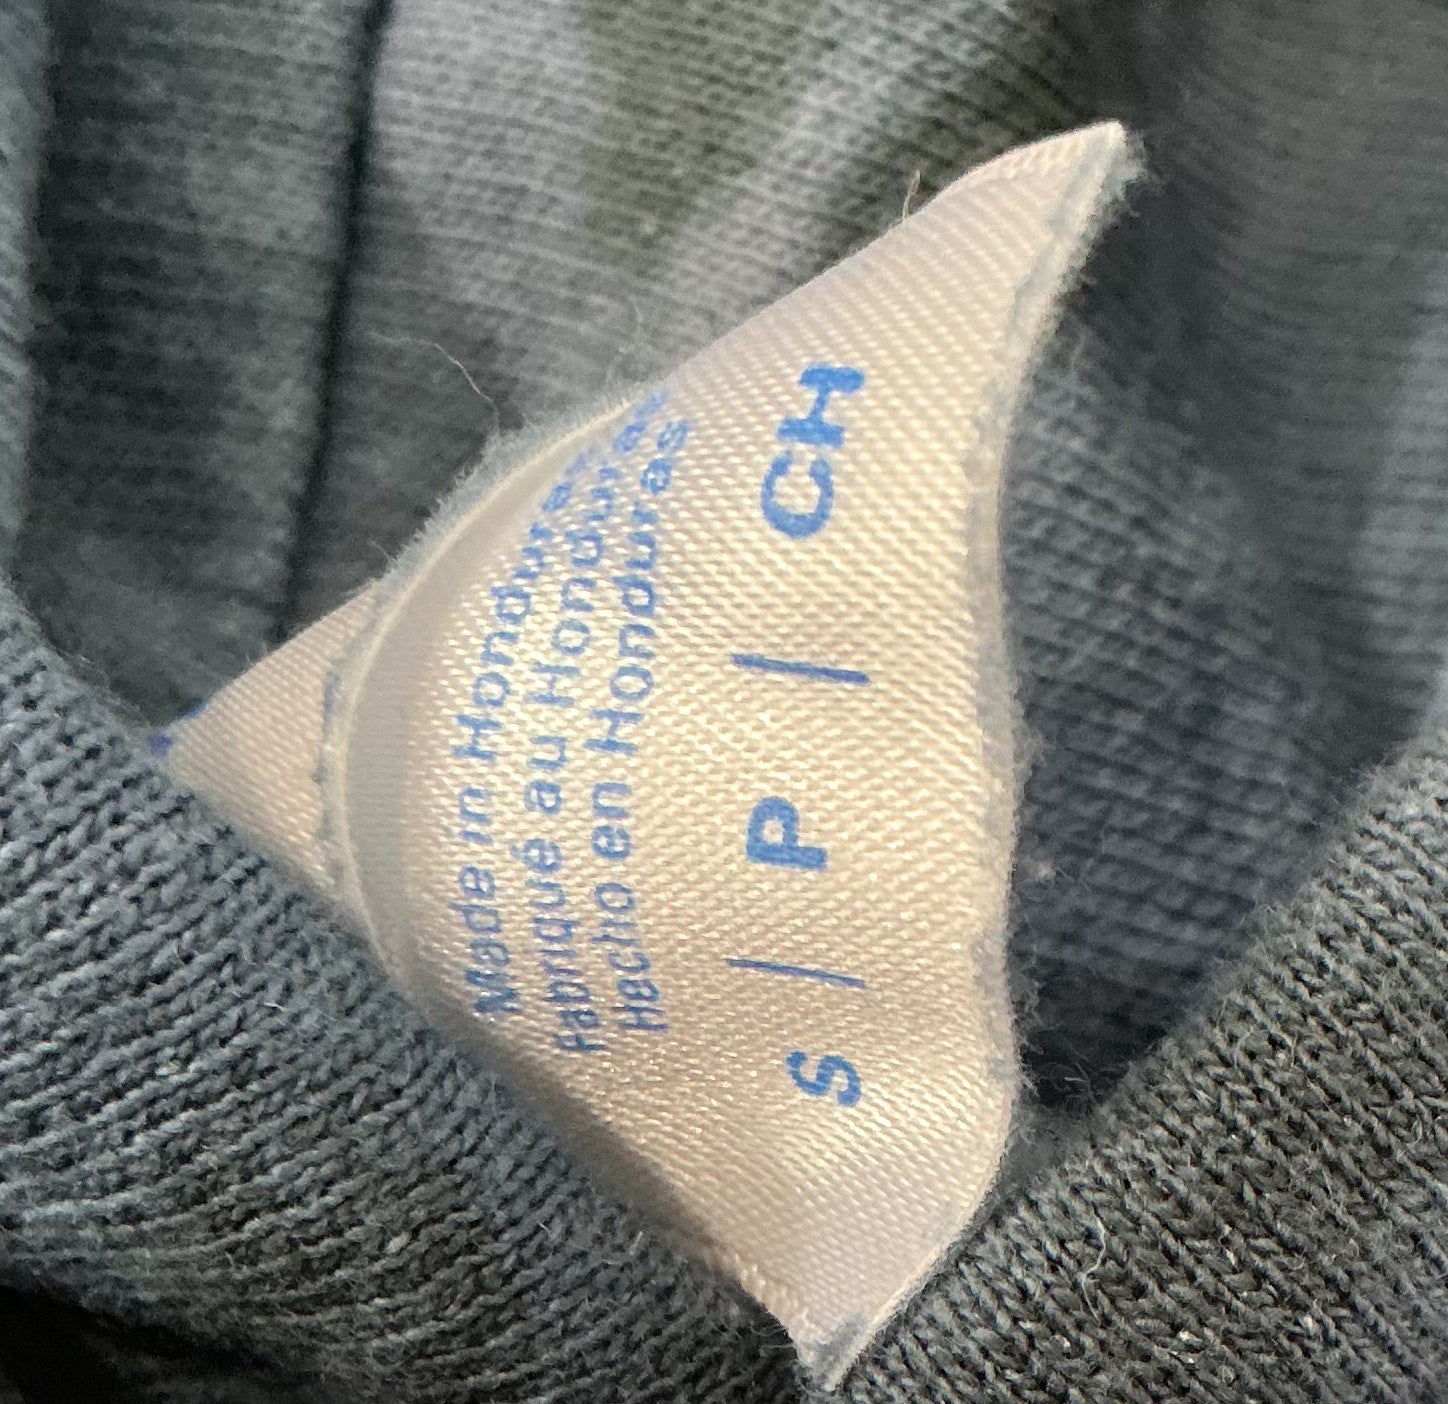 Made in Honduras
Fabriqué au Honduras
Hecho en Honduras
S / P / CH